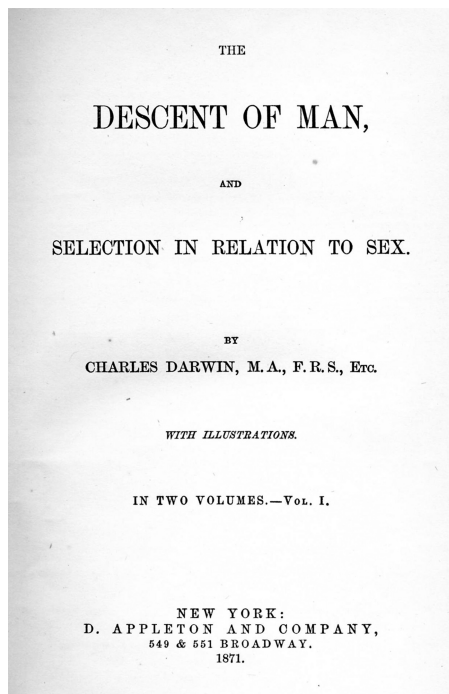 THE
DESCENT OF MAN,
AND
SELECTION IN RELATION TO SEX.
BY
CHARLES DARWIN, M. A., F. R. S., ETC.
WITH ILLUSTRATIONS.
IN TWO VOLUMES.—VOL. I.
NEW YORK:
D. APPLETON AND COMPANY,
549 & 551 BROADWAY.
1871.